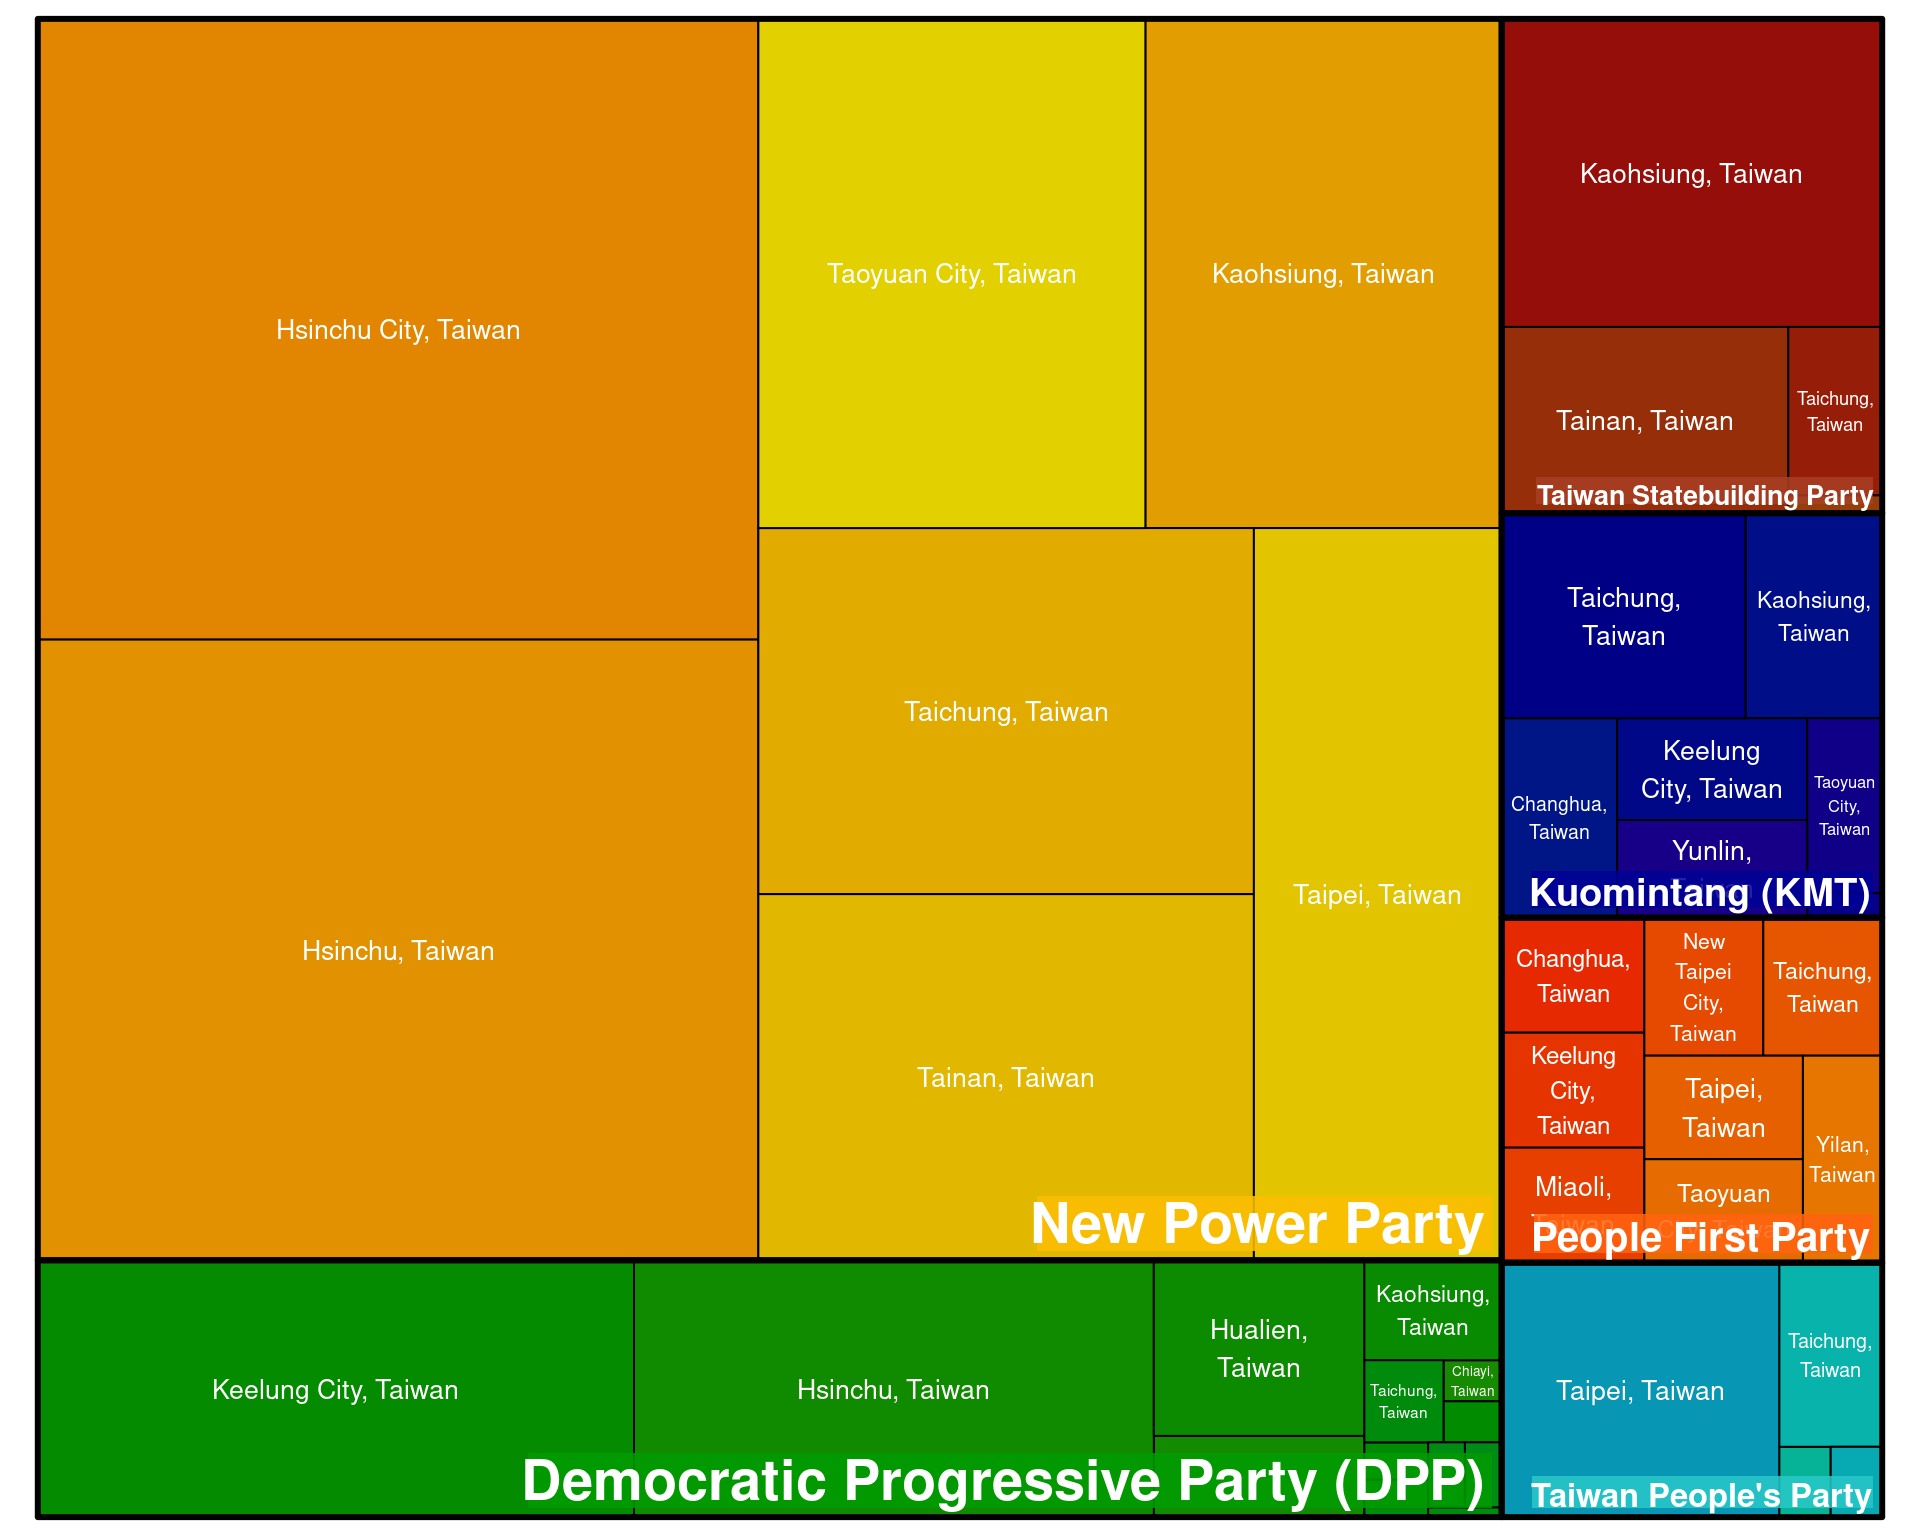 Hsinchu City, Taiwan
Hsinchu, Taiwan
Taoyuan City, Taiwan
Kaohsiung, Taiwan
Taichung, Taiwan
Tainan, Taiwan
Taipei, Taiwan
New Power Party
Keelung City, Taiwan
Hsinchu, Taiwan
Hualien,
Taiwan
Kaohsiung,
Taiwan
Taichung,
Taiwan
Chiayi,
Taiwan
Democratic Progressive Party (DPP)
Kaohsiung, Taiwan
Tainan, Taiwan
Taichung,
Taiwan
Taiwan Statebuilding Party
Taichung,
Taiwan
Kaohsiung,
Taiwan
Changhua,
Taiwan
Keelung
City, Taiwan
Yunlin,
Taoyuan
City,
Taiwan
Kuomintang (KMT)
Changhua,
Taiwan
Keelung
City,
Taiwan
Miaoli,
Taiwan
New
Taipei
City,
Taiwan
Taichung,
Taiwan
Taipei,
Taiwan
Taoyuan
Yilan,
Taiwan
People First Party
Taipei, Taiwan
Taichung,
Taiwan
Taiwan People's Party